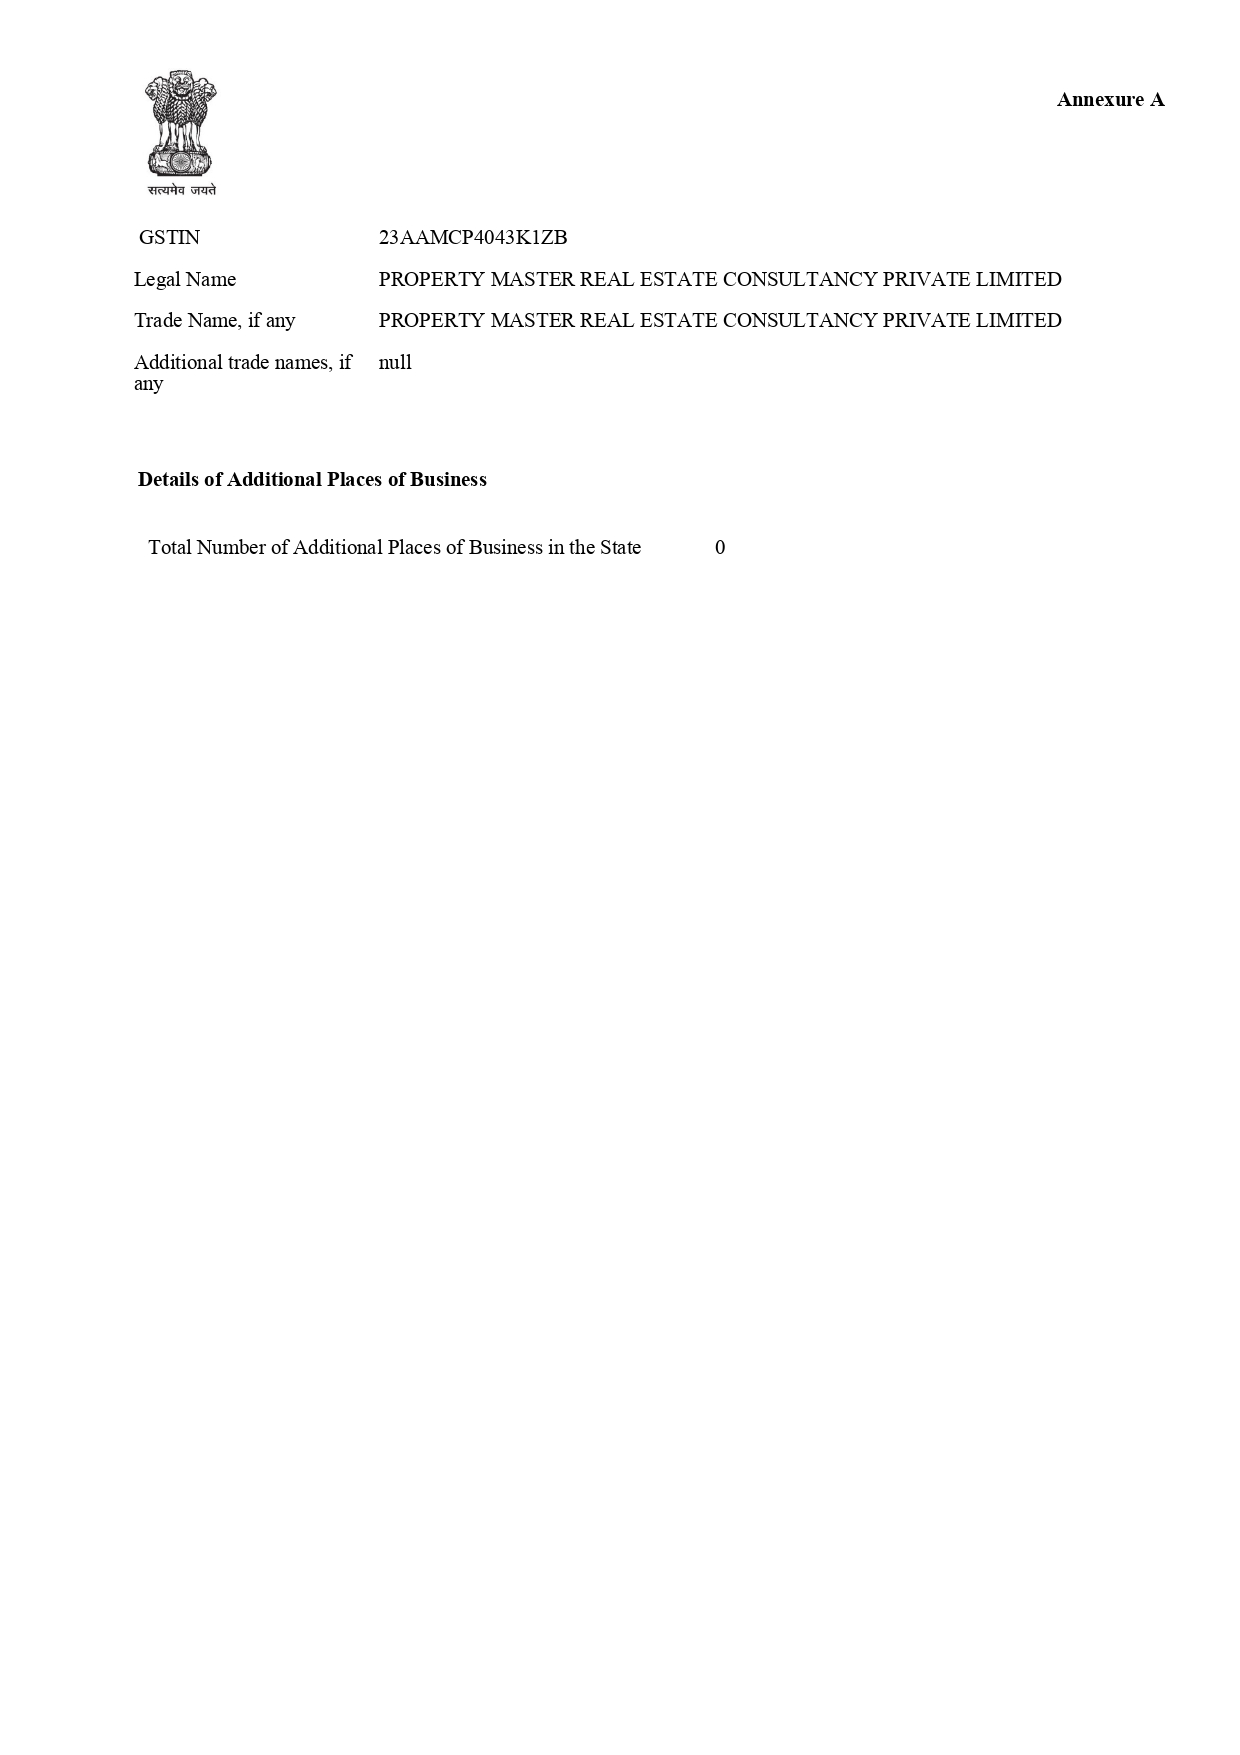 Annexure A
सत्यमेव जयते
GSTIN 23AAMCP4043K1ZB
Legal Name PROPERTY MASTER REAL ESTATE CONSULTANCY PRIVATE LIMITED
Trade Name, if any PROPERTY MASTER REAL ESTATE CONSULTANCY PRIVATE LIMITED
Additional trade names, if null
any
Details of Additional Places of Business
Total Number of Additional Places of Business in the State 0